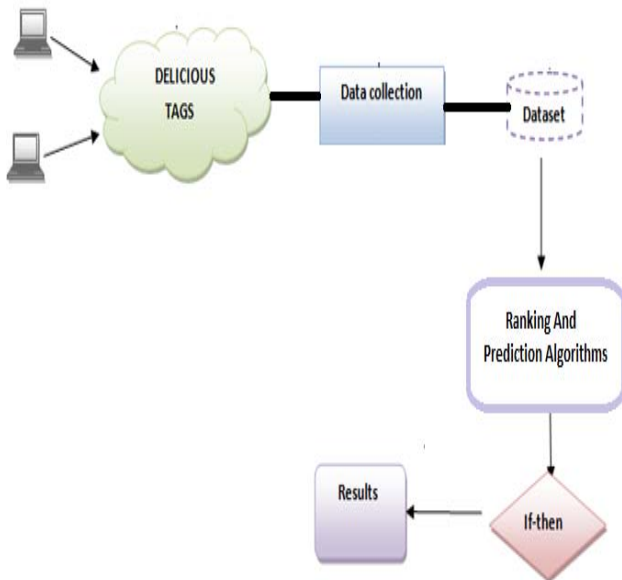 DELICIOUS
TAGS
Data collection
Dataset
Ranking And
Prediction Algorithms
If-then
Results